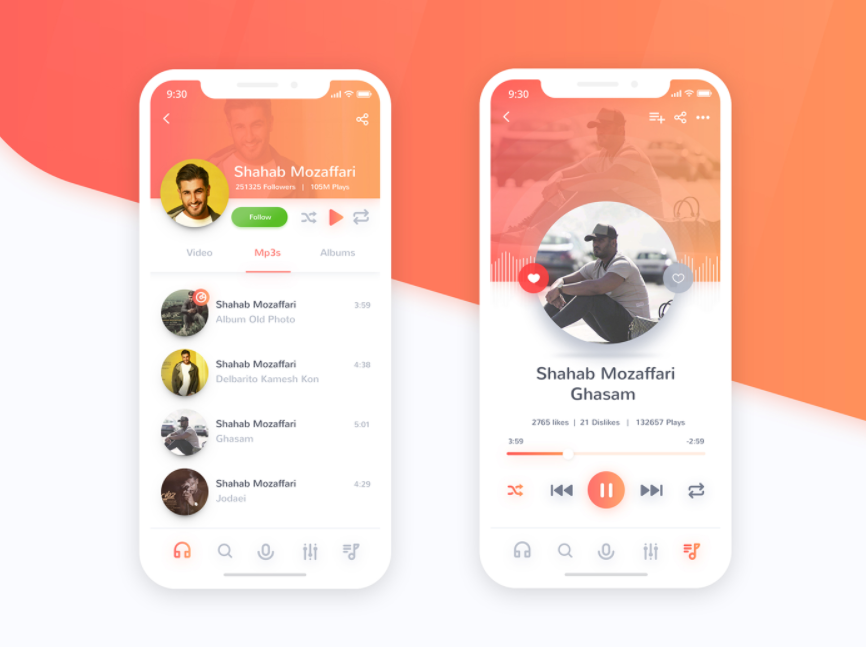 9:30
Shahab Mozaffari
251325 Followers | 105M Plays
Follow
Video Mp3s Albums
Shahab Mozaffari 3:59
Album Old Photo
Shahab Mozaffari 4:38
Delbarito Kamesh Kon
Shahab Mozaffari 5:01
Ghasam
Shahab Mozaffari 4:29
Jodaei
9:30
Shahab Mozaffari
Ghasam
2765 likes | 21 Dislikes | 132657 Plays
3:59 -2:59